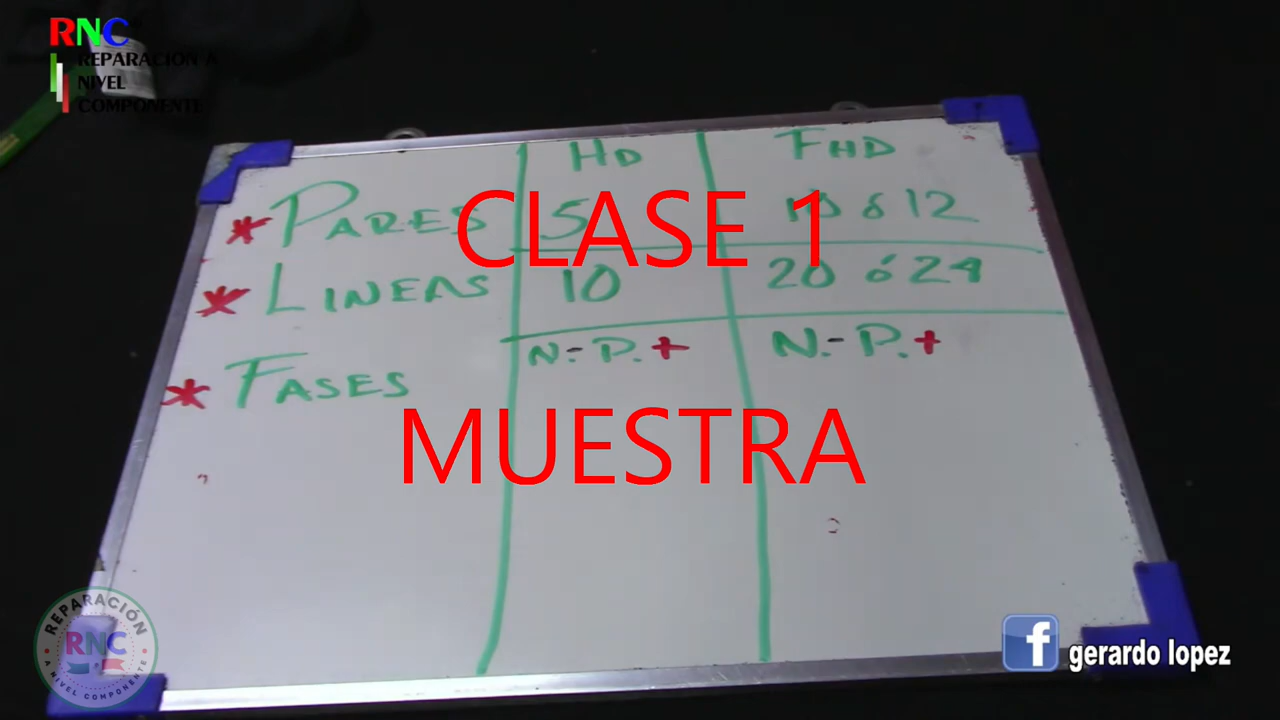 RNC
REPARACION A
NIVEL
COMPONENTE
HD FHD
* PARES 5 10 ó 12
CLASE 1
* LINEAS 10 20 ó 24
* FASES N.- P.+ N.- P.+
MUESTRA
REPARACIÓN
RNC
A NIVEL COMPONENTE
f gerardo lopez